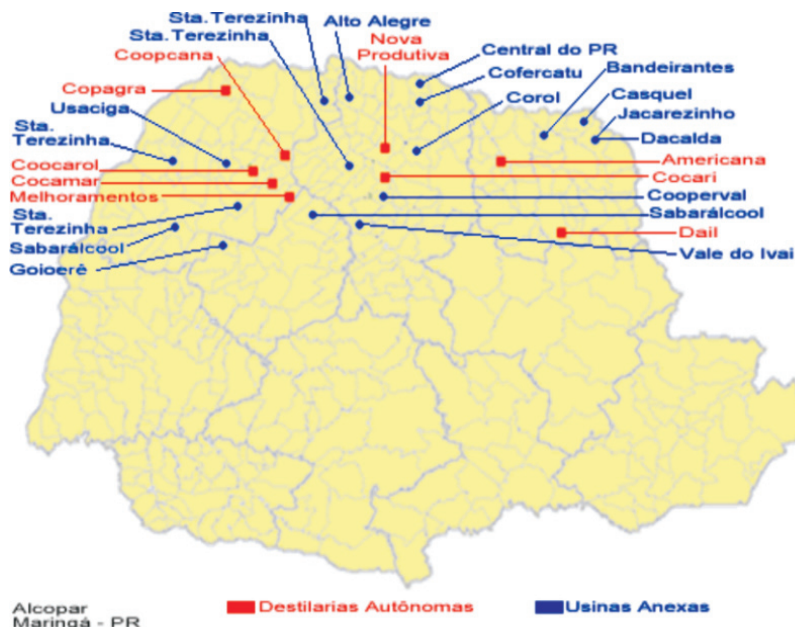 Sta.Terezinha
Sta.Terezinha
Coopcana
Copagra
Usaciga
Sta.
Terezinha
Coocarol
Cocamar
Melhoramentos
Sta.
Terezinha
Sabarálcool
Goioerê
Alto Alegre
Nova
Produtiva
Central do PR
Cofercatu
Corol
Bandeirantes
Casquel
Jacarezinho
Dacalda
Americana
Cocari
Cooperval
Sabarálcool
Dail
Vale do Ivai
Alcopar
Maringá - PR
Destilarias Autônomas
Usinas Anexas